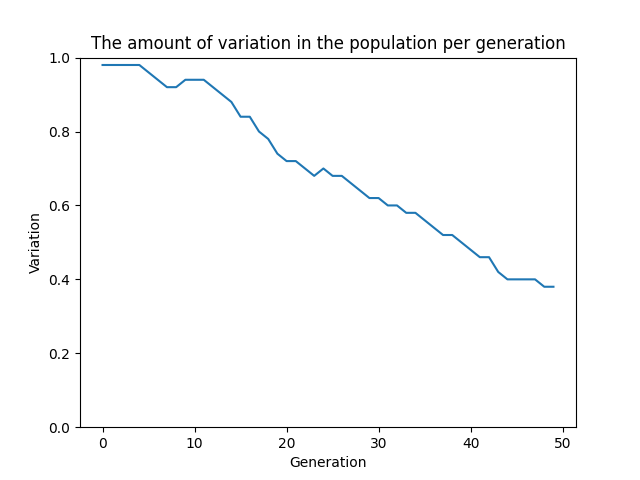 The amount of variation in the population per generation
1.0
0.8
0.6
0.4
0.2
0.0
Variation
0 10 20 30 40 50
Generation